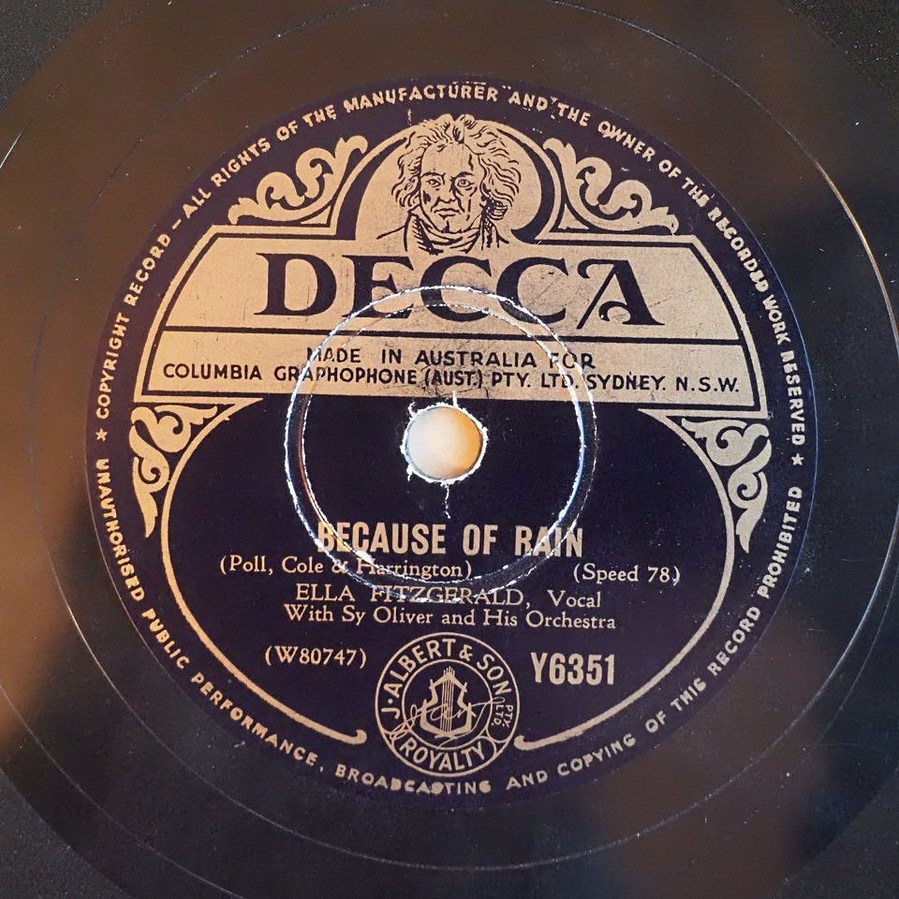 COPYRIGHT RECORD — ALL RIGHTS OF THE MANUFACTURER AND THE OWNER OF THE RECORDED WORK RESERVED ★
DECCA
MADE IN AUSTRALIA FOR
COLUMBIA GRAPHOPHONE (AUST.) PTY. LTD. SYDNEY. N.S.W.
BECAUSE OF RAIN
(Poll, Cole & Harrington) (Speed 78)
ELLA FITZGERALD, Vocal
With Sy Oliver and His Orchestra
(W80747) Y6351
J. ALBERT & SON PTY. LTD.
ROYALTY
★ UNAUTHORISED PUBLIC PERFORMANCE, BROADCASTING AND COPYING OF THIS RECORD PROHIBITED